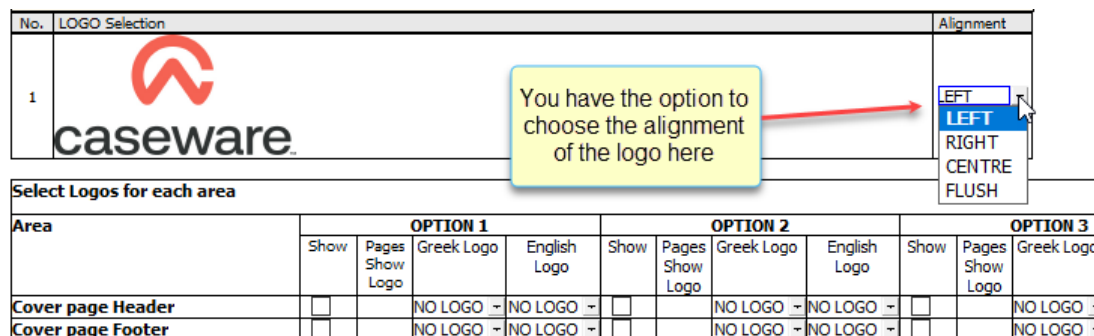 No. LOGO Selection Alignment
1
caseware
You have the option to
choose the alignment
of the logo here
LEFT
LEFT
RIGHT
CENTRE
FLUSH
Select Logos for each area
Area OPTION 1 OPTION 2 OPTION 3
Show Pages Show Logo Greek Logo English Logo Show Pages Show Logo Greek Logo English Logo Show Pages Show Logo Greek Logo
Cover page Header NO LOGO NO LOGO NO LOGO NO LOGO NO LOGO
Cover page Footer NO LOGO NO LOGO NO LOGO NO LOGO NO LOGO